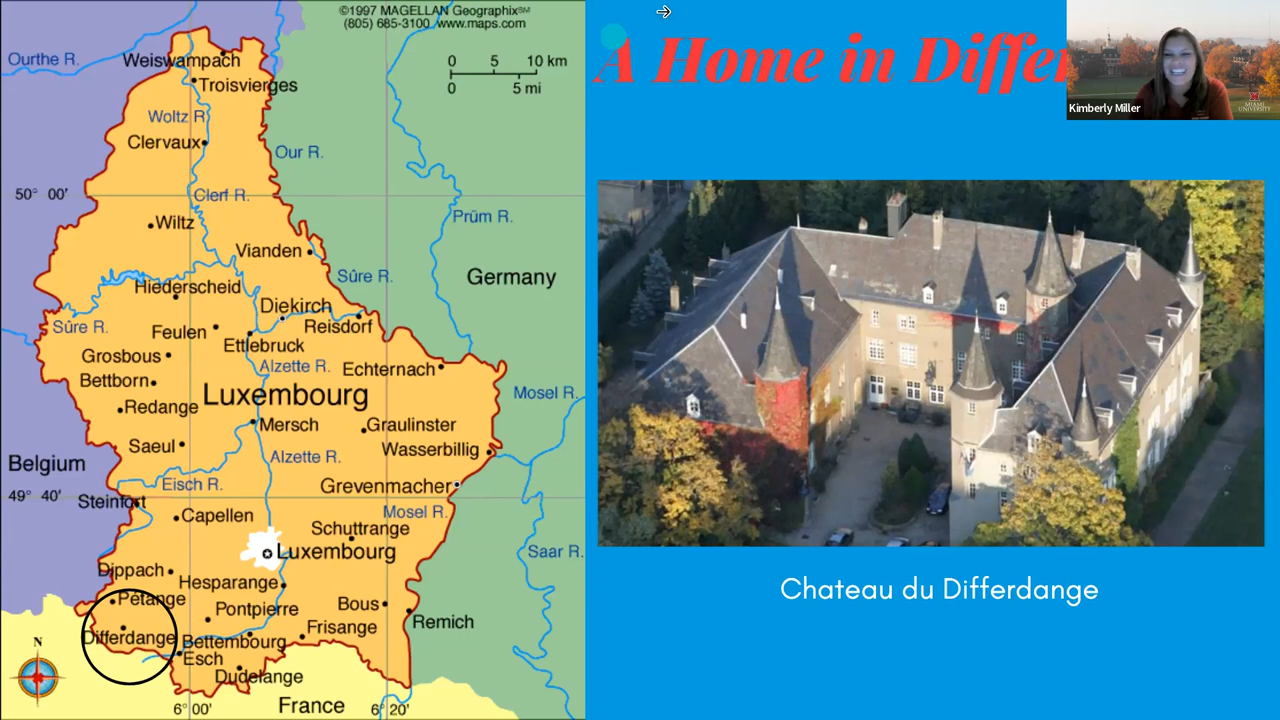 ©1997 MAGELLAN Geographix℠
(805) 685-3100 www.maps.com
0 5 10 km
0 5 mi
Ourthe R.
Weiswampach
Troisvierges
Woltz R.
Clervaux
Our R.
50° 00'
Clerf R.
Wiltz
Prüm R.
Vianden
Germany
Sûre R.
Hiederscheid
Diekirch
Sûre R.
Feulen
Reisdorf
Ettlebruck
Grosbous
Alzette R.
Echternach
Bettborn
Luxembourg
Mosel R.
Redange
Mersch
Graulinster
Saeul
Wasserbillig
Belgium
Alzette R.
Eisch R.
Grevenmacher
49° 40'
Steinfort
Mosel R.
Capellen
Schuttrange
Luxembourg
Saar R.
Dippach
Hesparange
Petange
Pontpierre
Bous
Remich
Differdange
Bettembourg
Frisange
N
Esch
Dudelange
France
6° 00'
6° 20'
A Home in Differ
Kimberly Miller
MIAMI
UNIVERSITY
Chateau du Differdange